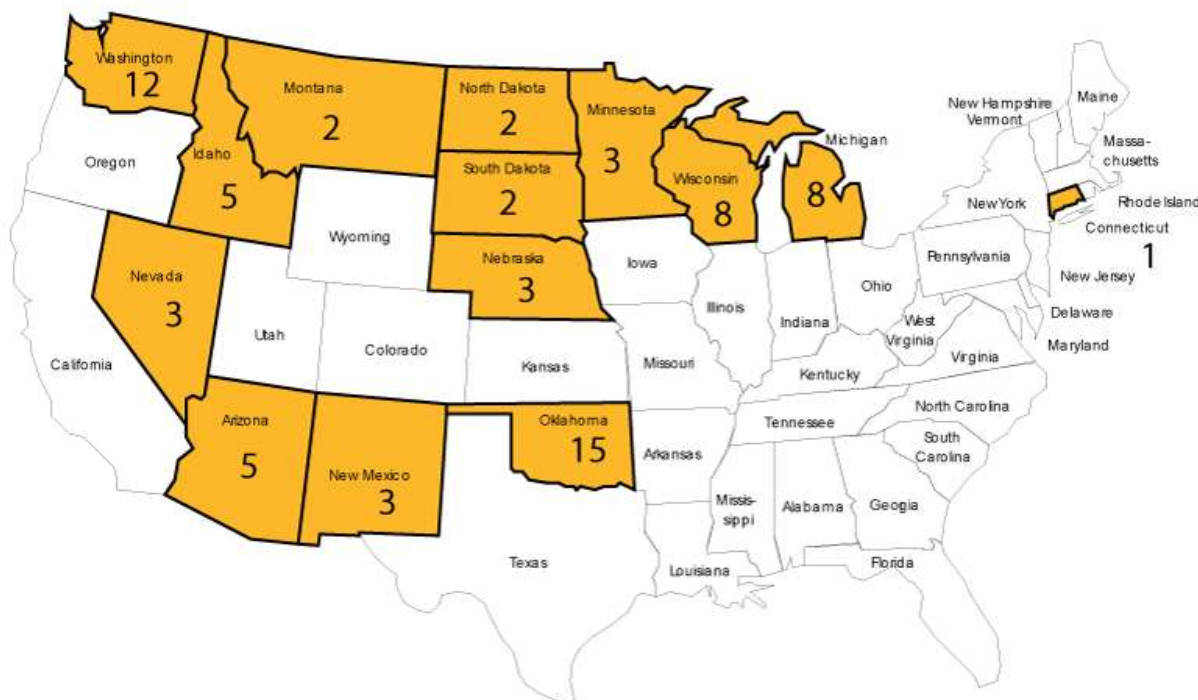 Washington
12
Montana
2
North Dakota
2
Minnesota
3
Michigan
8
New Hampshire
Vermont
Maine
Massa-
chusetts
Oregon
Idaho
5
South Dakota
2
Wisconsin
8
New York
Rhode Island
Connecticut
1
Wyoming
Nebraska
3
Iowa
Pennsylvania
New Jersey
Nevada
3
Utah
Colorado
Kansas
Illinois
Indiana
Ohio
West
Virginia
Delaware
Maryland
Virginia
California
Missouri
Kentucky
Arizona
5
New Mexico
3
Oklahoma
15
Arkansas
Tennessee
North Carolina
South
Carolina
Texas
Louisiana
Missis-
sippi
Alabama
Geogia
Florida